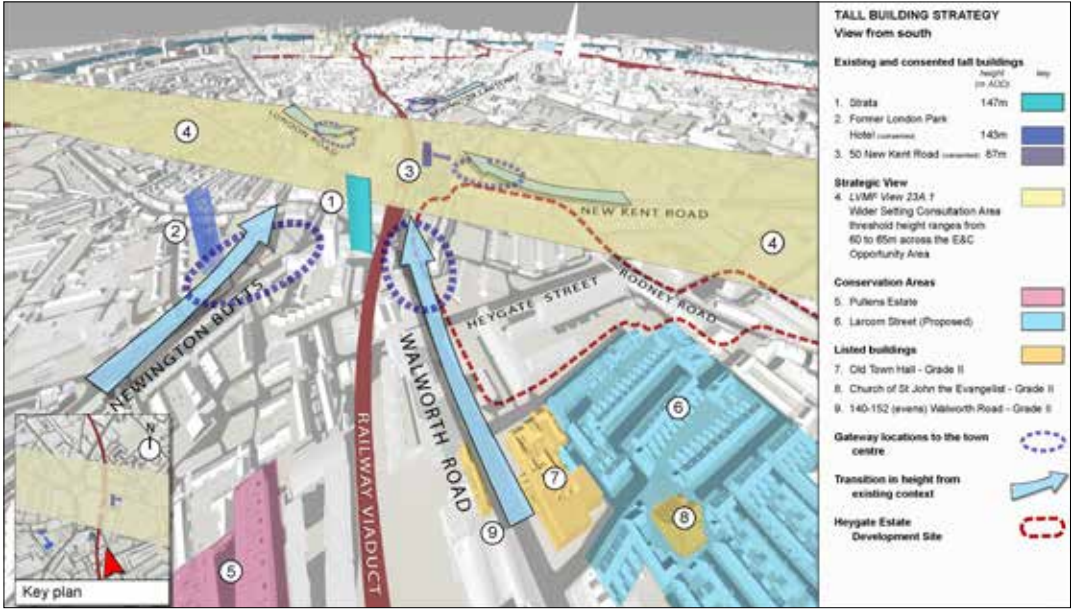 TALL BUILDING STRATEGY
View from south
Existing and consented tall buildings
height
(m AOD)
key
1. Strata 147m
2. Former London Park
Hotel (consented) 143m
3. 50 New Kent Road (consented) 87m
Strategic View
4. LVMF View 23A.1
Wider Setting Consultation Area
threshold height ranges from
60 to 65m across the E&C
Opportunity Area
Conservation Areas
5. Pullens Estate
6. Larcom Street (Proposed)
Listed buildings
7. Old Town Hall - Grade II
8. Church of St John the Evangelist - Grade II
9. 140-152 (evens) Walworth Road - Grade II
Gateway locations to the town
centre
Transition in height from
existing context
Heygate Estate
Development Site
LONDON ROAD
4
3
1
2
NEW KENT ROAD
4
NEWINGTON BUTTS
HEYGATE STREET
RODNEY ROAD
WALWORTH ROAD
RAILWAY VIADUCT
6
7
8
9
5
N
Key plan